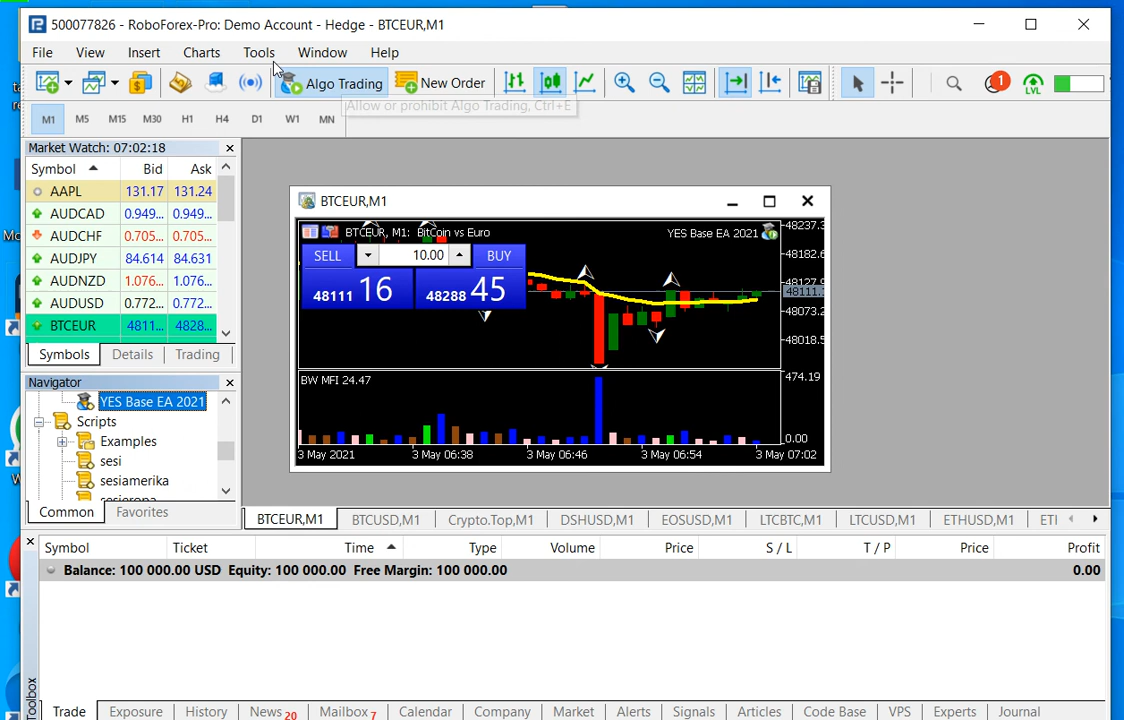 500077826 - RoboForex-Pro: Demo Account - Hedge - BTCEUR,M1
File View Insert Charts Tools Window Help
Algo Trading New Order 1 LVL
Allow or prohibit Algo Trading, Ctrl+E
M1 M5 M15 M30 H1 H4 D1 W1 MN
Market Watch: 07:02:18
Symbol Bid Ask
AAPL 131.17 131.24
AUDCAD 0.949... 0.949...
AUDCHF 0.705... 0.705...
AUDJPY 84.614 84.631
AUDNZD 1.076... 1.076...
AUDUSD 0.772... 0.772...
BTCEUR 4811... 4828...
Symbols Details Trading
Navigator
YES Base EA 2021
Scripts
Examples
sesi
sesiamerika
Common Favorites
BTCEUR,M1
BTCEUR, M1: BitCoin vs Euro
YES Base EA 2021
SELL 10.00 BUY
48111 16 48288 45
48237.3
48182.6
48127.9
48111.
48073.2
48018.5
BW MFI 24.47
474.19
0.00
3 May 2021 3 May 06:38 3 May 06:46 3 May 06:54 3 May 07:02
BTCEUR,M1 BTCUSD,M1 Crypto.Top,M1 DSHUSD,M1 EOSUSD,M1 LTCBTC,M1 LTCUSD,M1 ETHUSD,M1 ETI
Symbol Ticket Time Type Volume Price S / L T / P Price Profit
Balance: 100 000.00 USD Equity: 100 000.00 Free Margin: 100 000.00 0.00
Toolbox
Trade Exposure History News 20 Mailbox 7 Calendar Company Market Alerts Signals Articles Code Base VPS Experts Journal